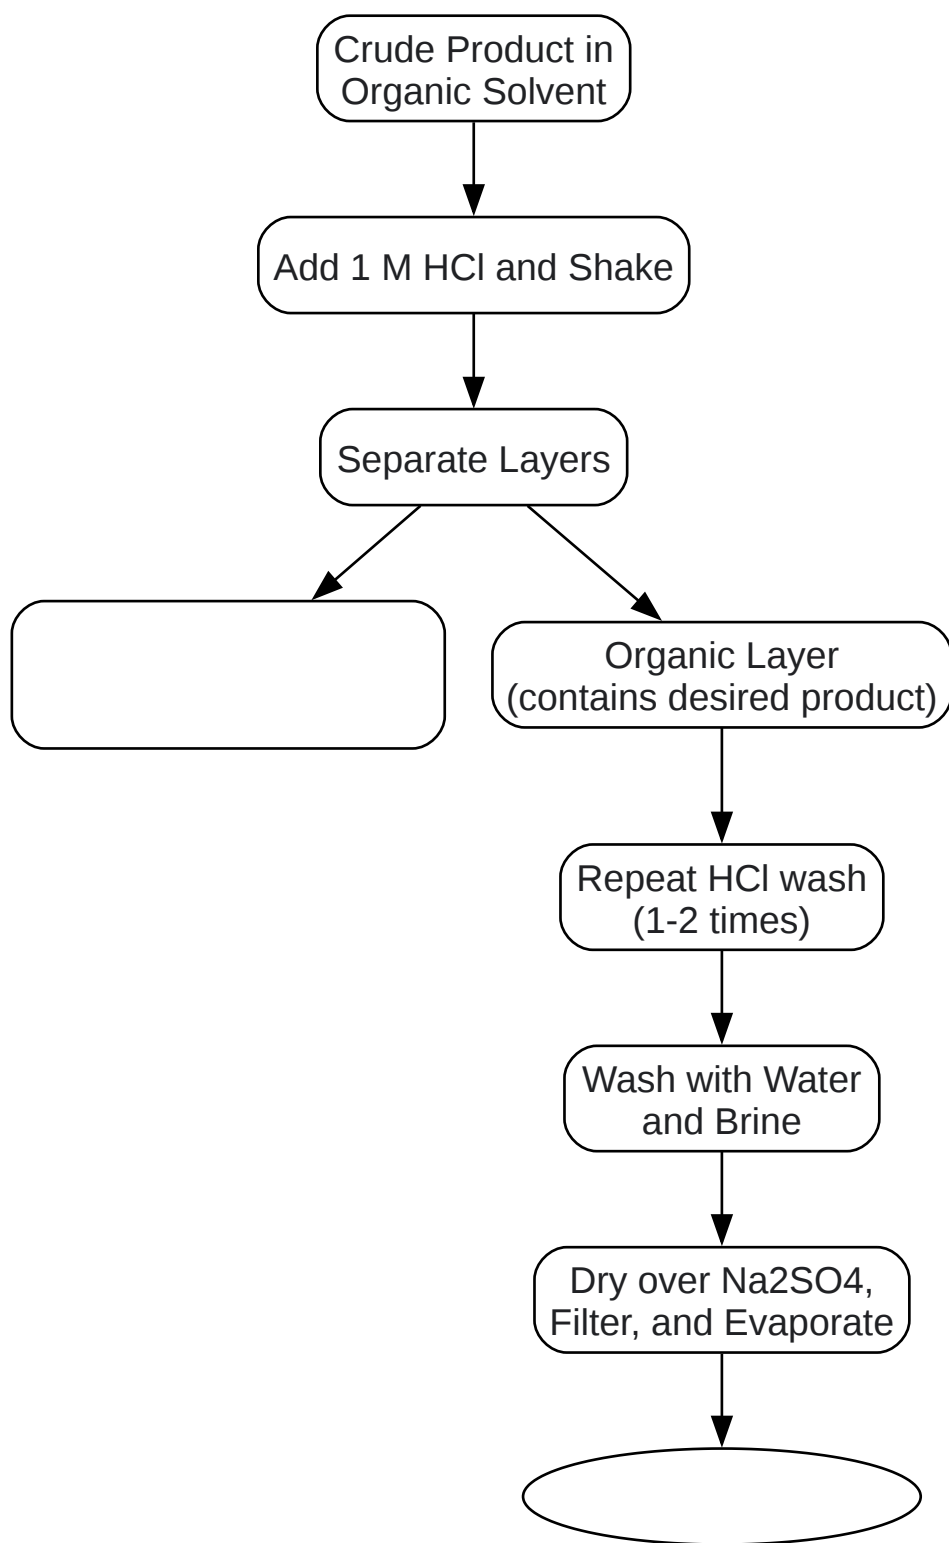 Crude Product in
Organic Solvent
Add 1 M HCl and Shake
Separate Layers
Organic Layer
(contains desired product)
Repeat HCl wash
(1-2 times)
Wash with Water
and Brine
Dry over Na2SO4,
Filter, and Evaporate